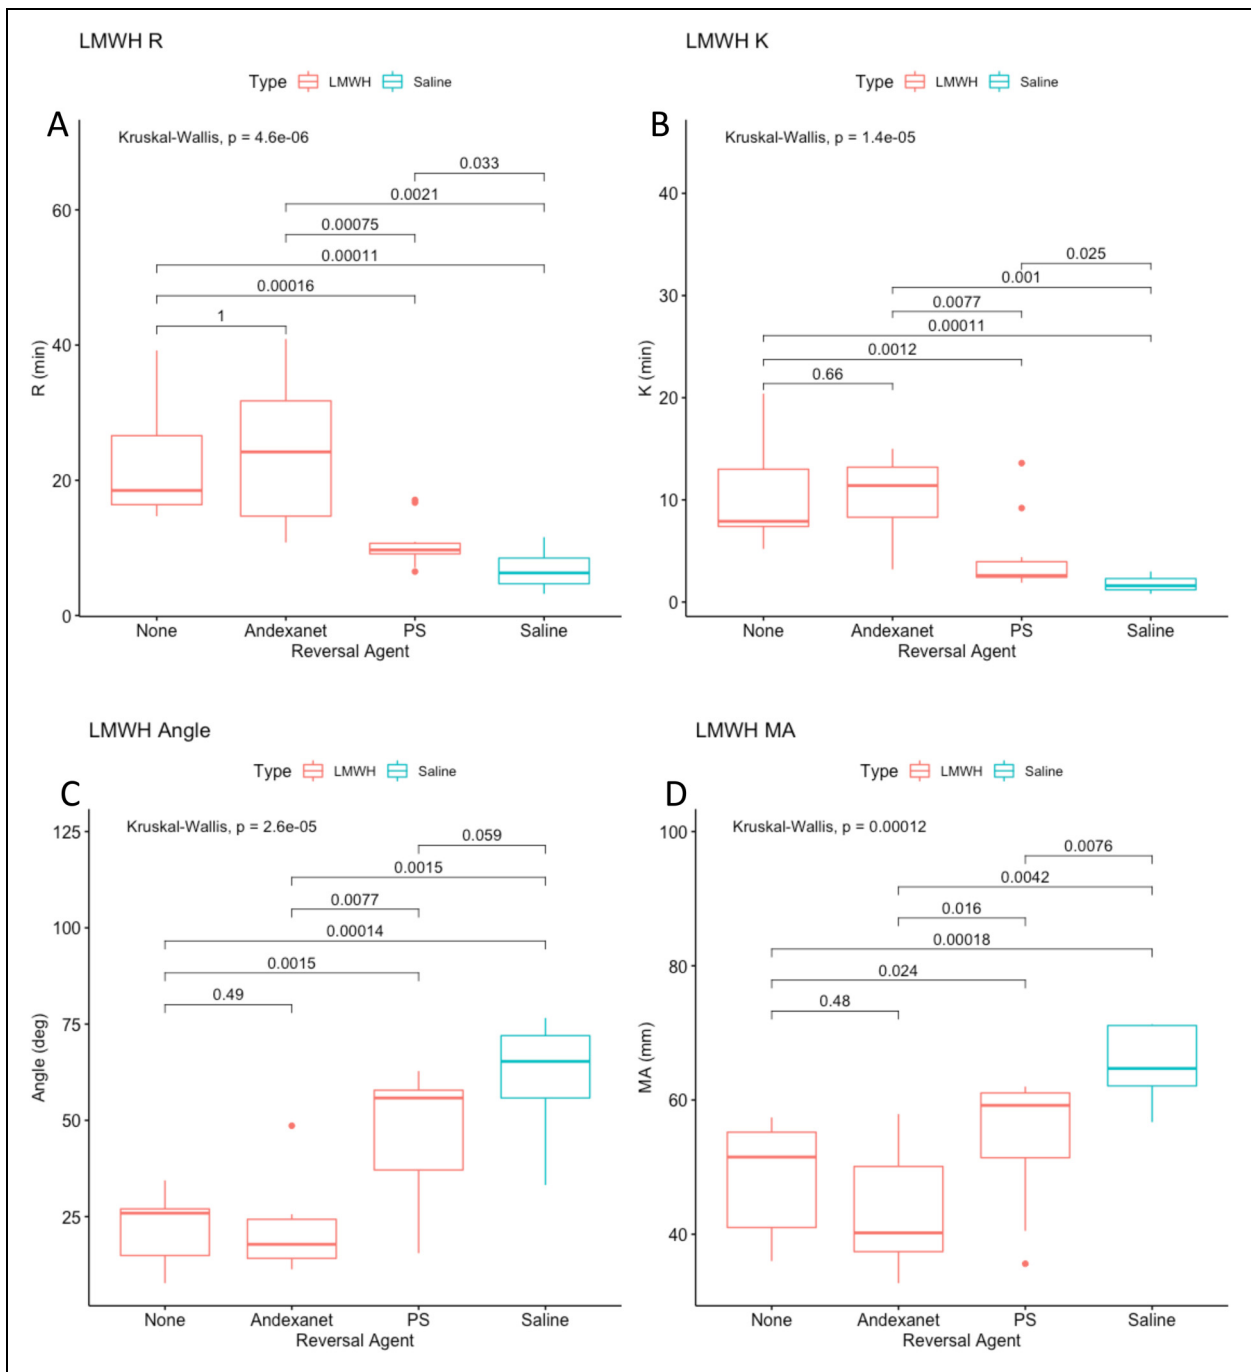 LMWH R
Type LMWH Saline
A
Kruskal-Wallis, p = 4.6e-06
0.033
0.0021
0.00075
0.00011
0.00016
1
60
40
20
0
R (min)
None Andexanet PS Saline
Reversal Agent
LMWH K
Type LMWH Saline
B
Kruskal-Wallis, p = 1.4e-05
0.025
0.001
0.0077
0.00011
0.0012
0.66
40
30
20
10
0
K (min)
None Andexanet PS Saline
Reversal Agent
LMWH Angle
Type LMWH Saline
C
Kruskal-Wallis, p = 2.6e-05
0.059
0.0015
0.0077
0.00014
0.0015
0.49
125
100
75
50
25
Angle (deg)
None Andexanet PS Saline
Reversal Agent
LMWH MA
Type LMWH Saline
D
Kruskal-Wallis, p = 0.00012
0.0076
0.0042
0.016
0.00018
0.024
0.48
100
80
60
40
MA (mm)
None Andexanet PS Saline
Reversal Agent